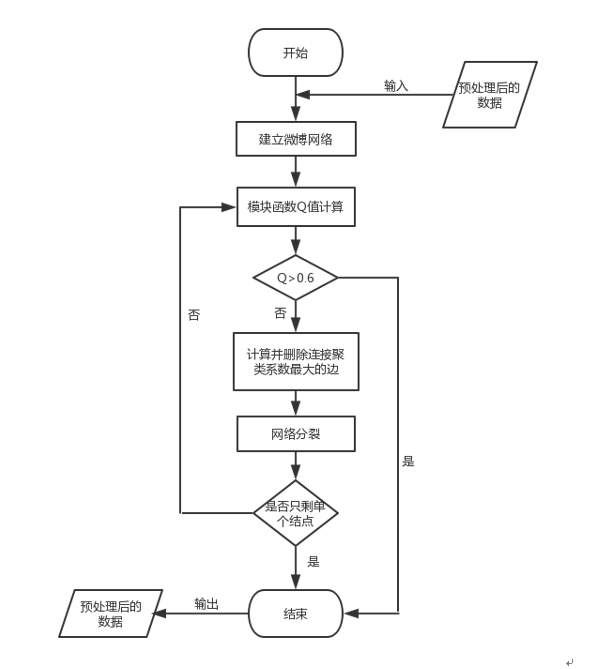 开始
输入
预处理后的
数据
建立微博网络
模块函数Q值计算
Q>0.6
否
否
计算并删除连接聚
类系数最大的边
网络分裂
是
是否只剩单
个结点
是
预处理后的
数据
输出
结束